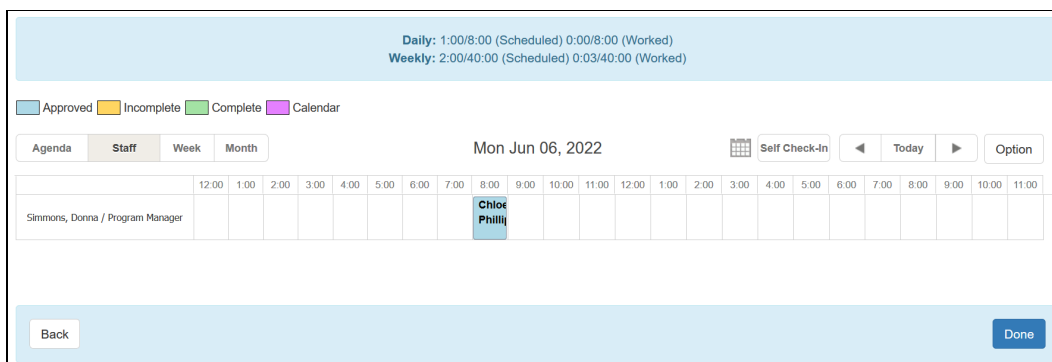 Daily: 1:00/8:00 (Scheduled) 0:00/8:00 (Worked)
Weekly: 2:00/40:00 (Scheduled) 0:03/40:00 (Worked)
Approved Incomplete Complete Calendar
Agenda Staff Week Month Mon Jun 06, 2022 Self Check-In Today Option
12:00 1:00 2:00 3:00 4:00 5:00 6:00 7:00 8:00 9:00 10:00 11:00 12:00 1:00 2:00 3:00 4:00 5:00 6:00 7:00 8:00 9:00 10:00 11:00
Simmons, Donna / Program Manager
Chloe
Back Done